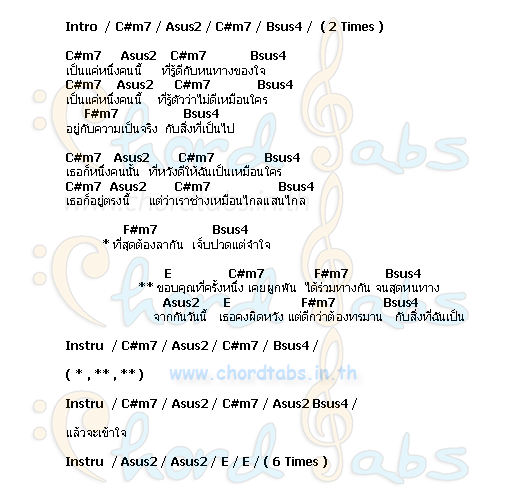 Intro / C#m7 / Asus2 / C#m7 / Bsus4 / ( 2 Times )
C#m7 Asus2 C#m7 Bsus4
เป็นแค่หนึ่งคนนี้ ที่รู้ดีกับหนทางของใจ
C#m7 Asus2 C#m7 Bsus4
เป็นแค่หนึ่งคนนี้ ที่รู้ตัวว่าไม่ดีเหมือนใคร
F#m7 Bsus4
อยู่กับความเป็นจริง กับสิ่งที่เป็นไป
C#m7 Asus2 C#m7 Bsus4
เธอก็หนึ่งคนนั้น ที่หวังดีให้ฉันเป็นเหมือนใคร
C#m7 Asus2 C#m7 Bsus4
เธอก็อยู่ตรงนี้ แต่ว่าเราช่างเหมือนไกลแสนไกล
F#m7 Bsus4
* ที่สุดต้องลากัน เจ็บปวดแต่จำใจ
E C#m7 F#m7 Bsus4
** ขอบคุณที่ครั้งหนึ่ง เคยผูกพัน ได้ร่วมทางกัน จนสุดหนทาง
Asus2 E F#m7 Bsus4
จากกันวันนี้ เธอคงผิดหวัง แต่ดีกว่าต้องทรมาน กับสิ่งที่ฉันเป็น
Instru / C#m7 / Asus2 / C#m7 / Bsus4 /
( * , ** , ** )
www.chordtabs.in.th
Instru / C#m7 / Asus2 / C#m7 / Asus2 Bsus4 /
แล้วจะเข้าใจ
Instru / Asus2 / Asus2 / E / E / ( 6 Times )